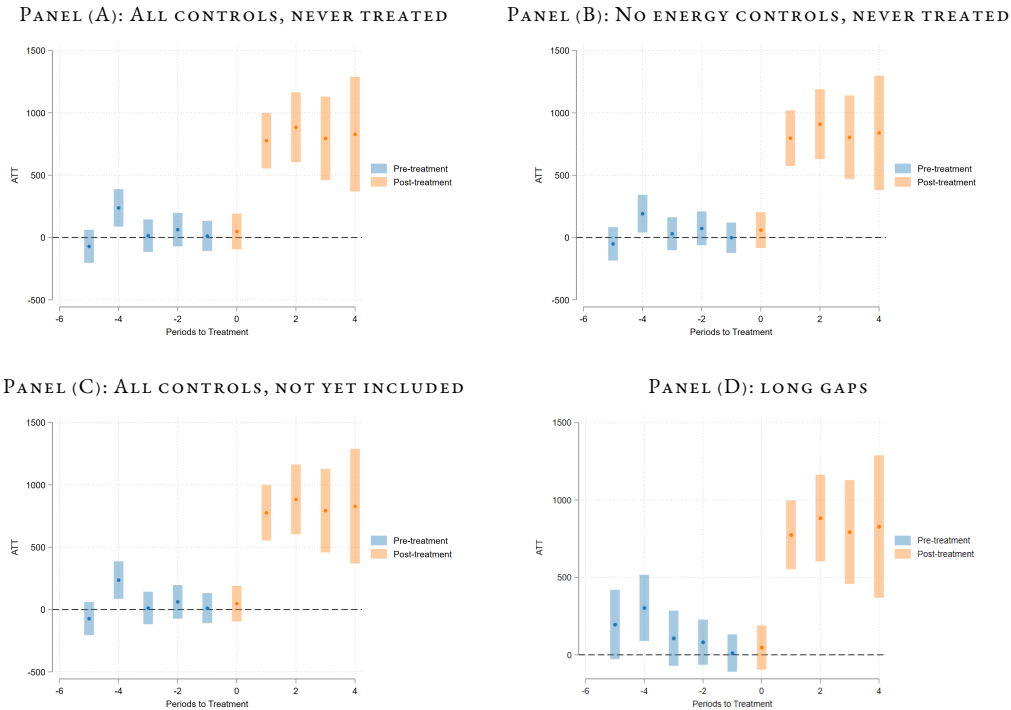 Panel (A): All controls, never treated
1500
1000
500
0
-500
ATT
-6 -4 -2 0 2 4
Periods to Treatment
Pre-treatment
Post-treatment
Panel (B): No energy controls, never treated
1500
1000
500
0
-500
ATT
-6 -4 -2 0 2 4
Periods to Treatment
Pre-treatment
Post-treatment
Panel (C): All controls, not yet included
1500
1000
500
0
-500
ATT
-6 -4 -2 0 2 4
Periods to Treatment
Pre-treatment
Post-treatment
Panel (D): long gaps
1500
1000
500
0
ATT
-6 -4 -2 0 2 4
Periods to Treatment
Pre-treatment
Post-treatment